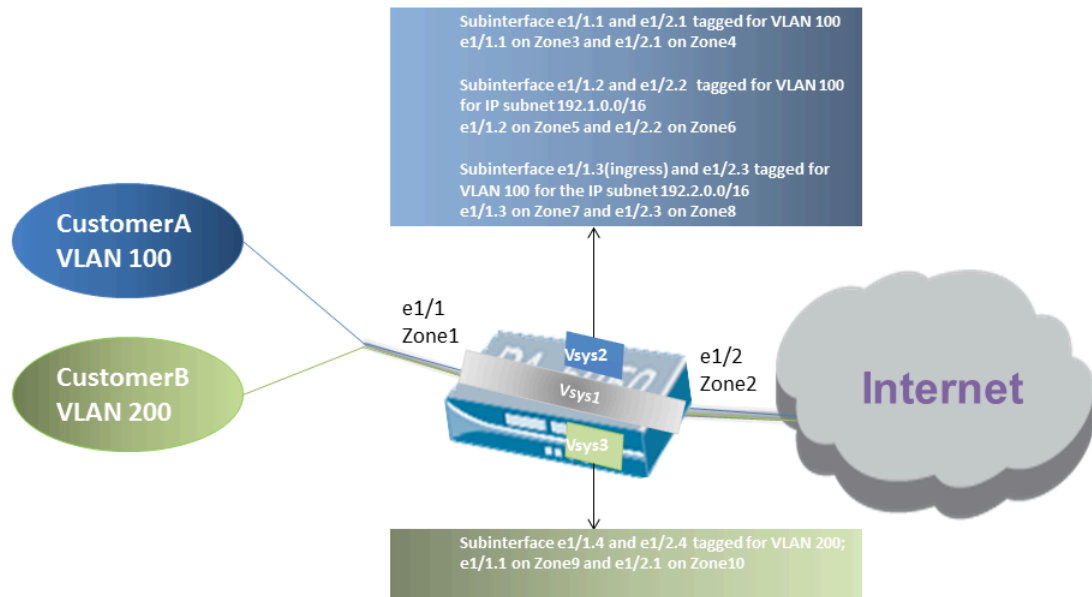 Subinterface e1/1.1 and e1/2.1 tagged for VLAN 100
e1/1.1 on Zone3 and e1/2.1 on Zone4
Subinterface e1/1.2 and e1/2.2 tagged for VLAN 100
for IP subnet 192.1.0.0/16
e1/1.2 on Zone5 and e1/2.2 on Zone6
Subinterface e1/1.3(ingress) and e1/2.3 tagged for
VLAN 100 for the IP subnet 192.2.0.0/16
e1/1.3 on Zone7 and e1/2.3 on Zone8
CustomerA
VLAN 100
CustomerB
VLAN 200
e1/1
Zone1
Vsys2
Vsys1
Vsys3
e1/2
Zone2
Internet
Subinterface e1/1.4 and e1/2.4 tagged for VLAN 200;
e1/1.1 on Zone9 and e1/2.1 on Zone10